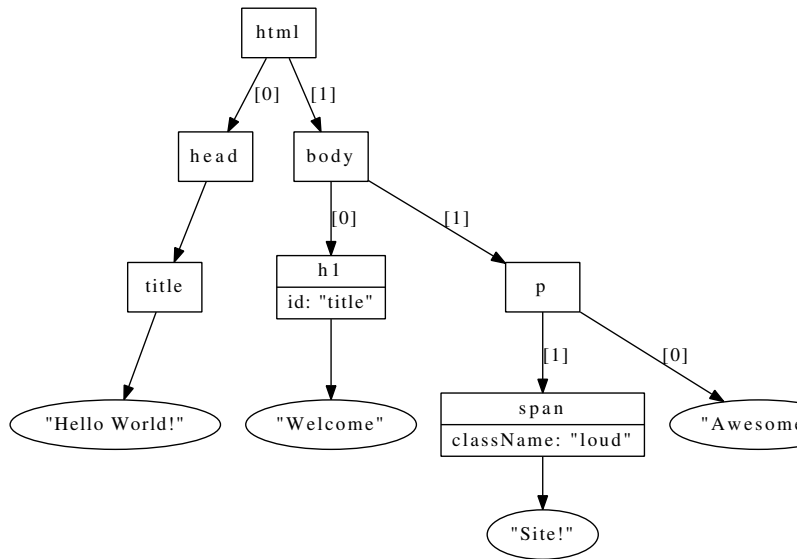 html
[0]
[1]
head
body
[0]
[1]
title
h1
id: "title"
p
[1]
[0]
"Hello World!"
"Welcome"
span
className: "loud"
"Awesome
"Site!"